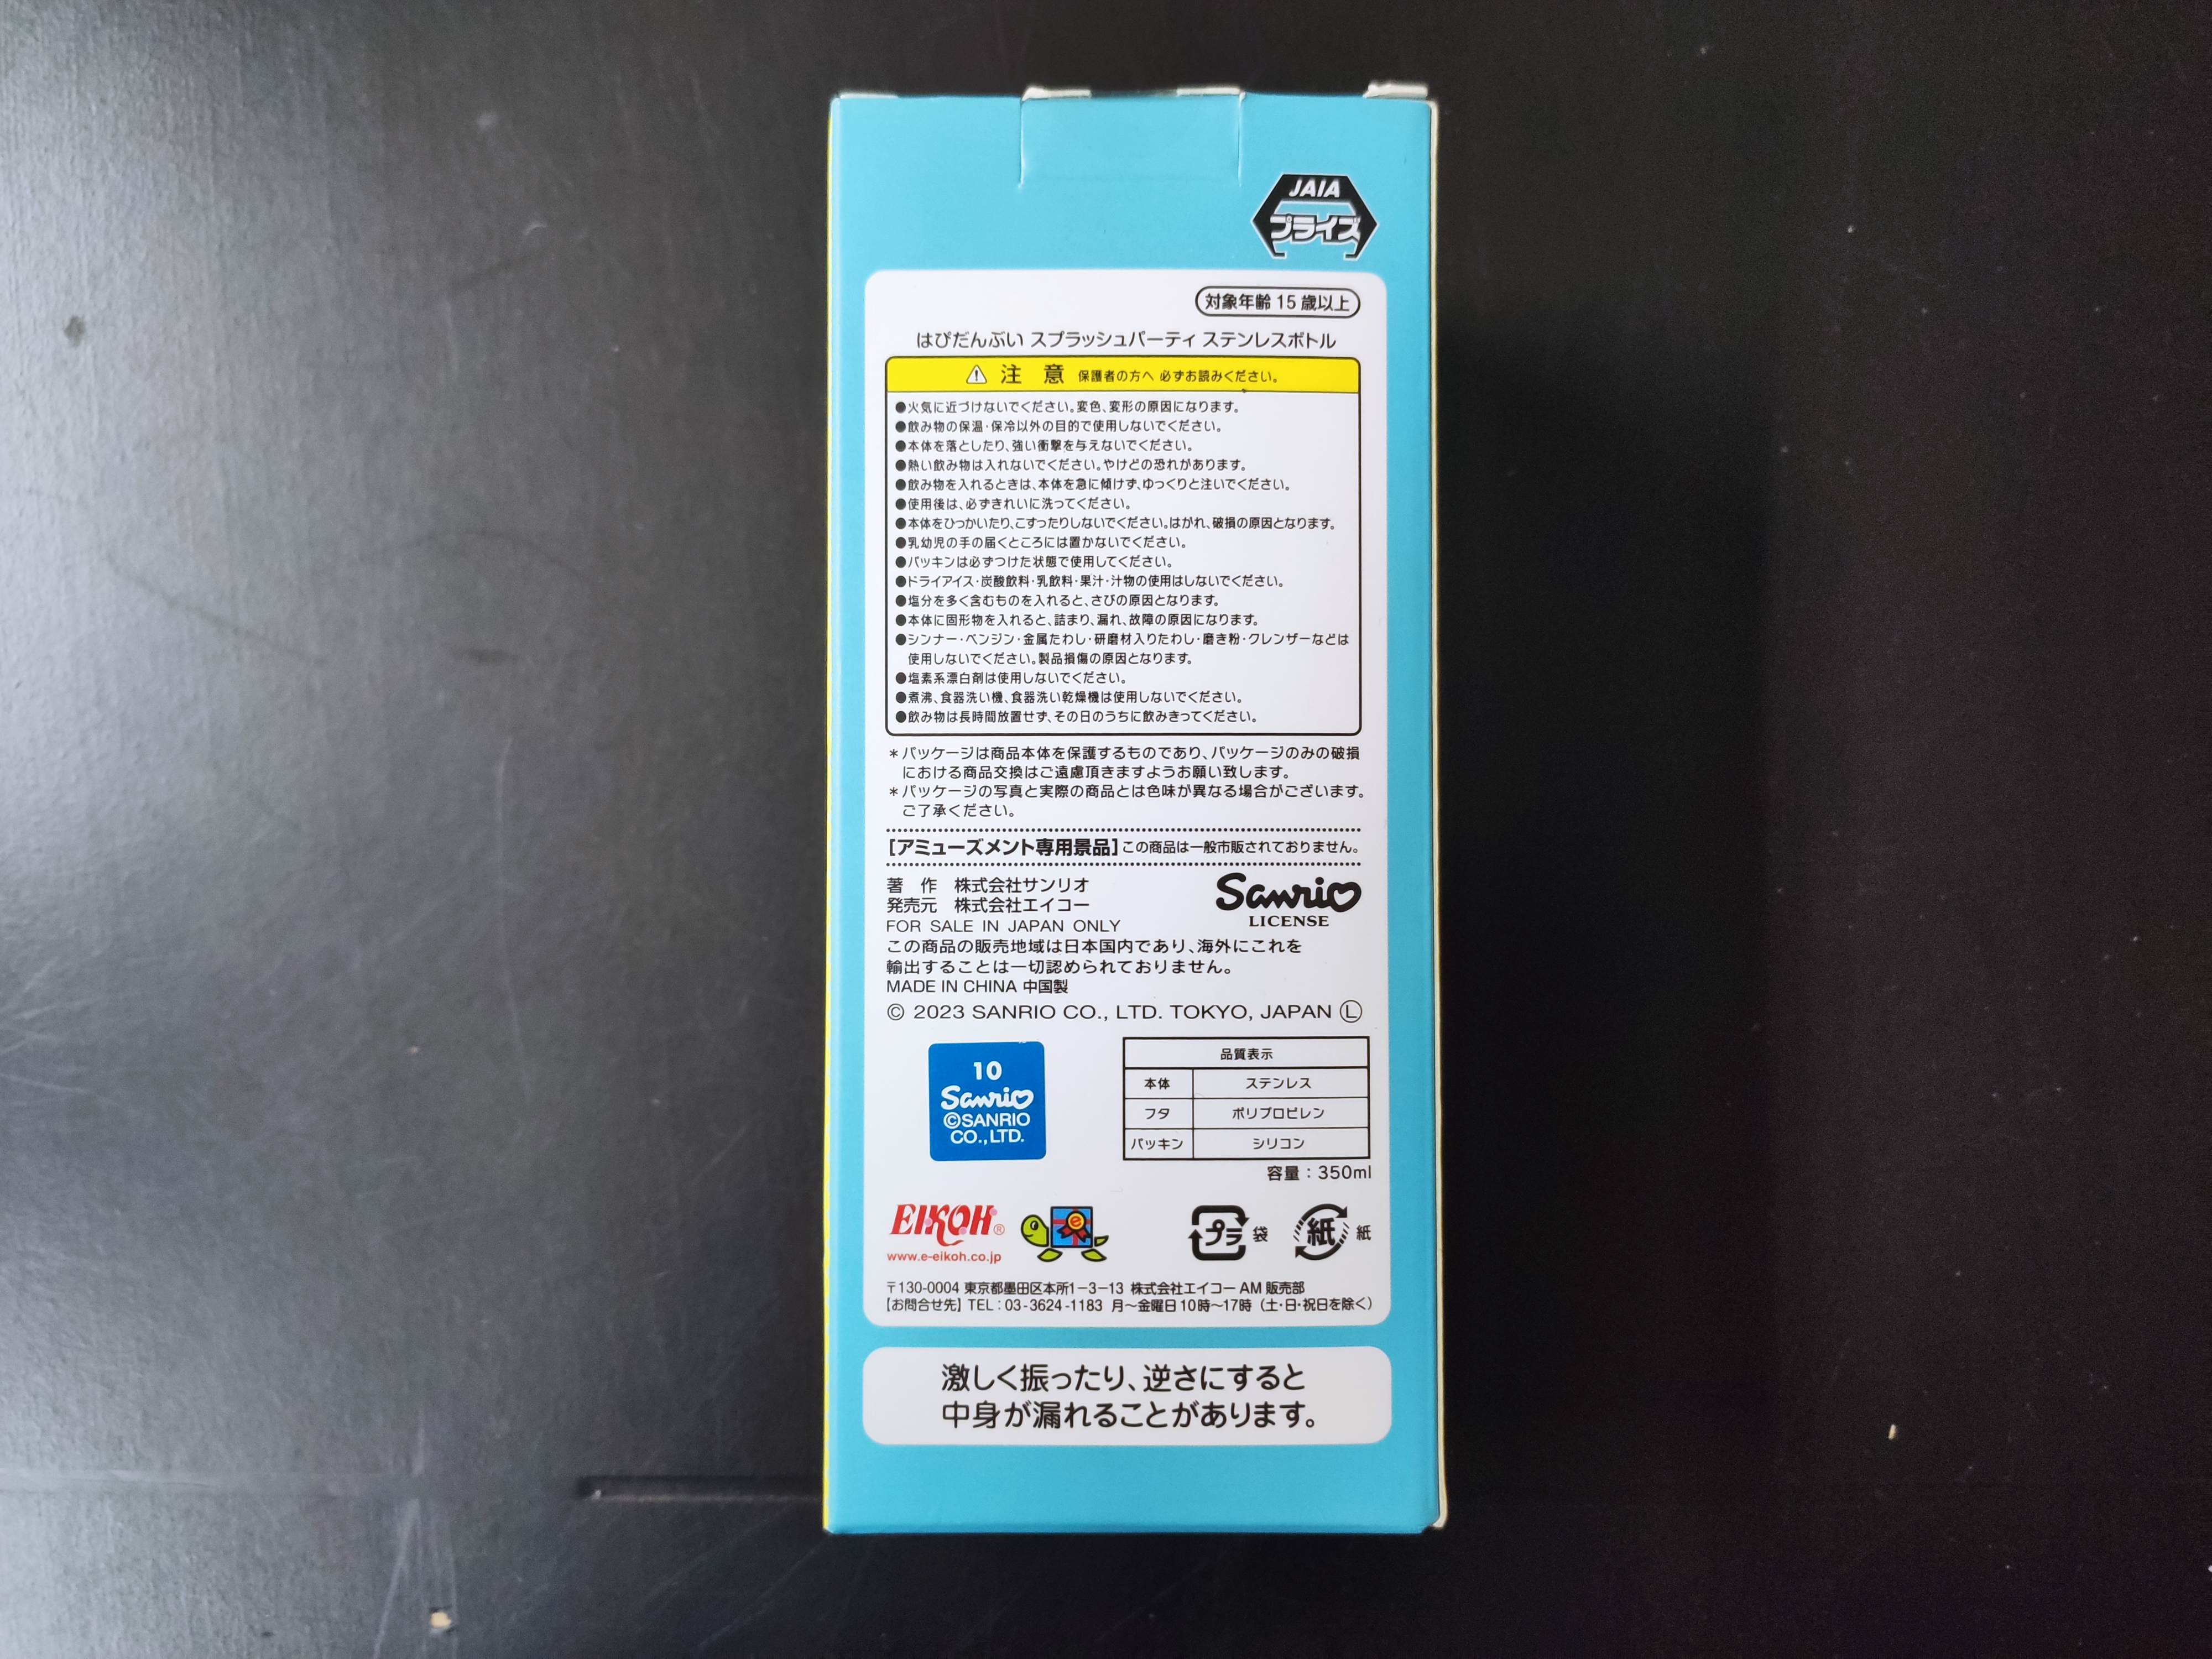 JAIA
プライズ
対象年齢 15 歳以上
はぴだんぶい スプラッシュパーティ ステンレスボトル
⚠ 注 意 保護者の方へ 必ずお読みください。
●火気に近づけないでください。変色、変形の原因になります。
●飲み物の保温・保冷以外の目的で使用しないでください。
●本体を落としたり、強い衝撃を与えないでください。
●熱い飲み物は入れないでください。やけどの恐れがあります。
●飲み物を入れるときは、本体を急に傾けず、ゆっくりと注いでください。
●使用後は、必ずきれいに洗ってください。
●本体をひっかいたり、こすったりしないでください。はがれ、破損の原因となります。
●乳幼児の手の届くところには置かないでください。
●パッキンは必ずつけた状態で使用してください。
●ドライアイス・炭酸飲料・乳飲料・果汁・汁物の使用はしないでください。
●塩分を多く含むものを入れると、さびの原因となります。
●本体に固形物を入れると、詰まり、漏れ、故障の原因になります。
●シンナー・ベンジン・金属たわし・研磨材入りたわし・磨き粉・クレンザーなどは
使用しないでください。製品損傷の原因となります。
●塩素系漂白剤は使用しないでください。
●煮沸、食器洗い機、食器洗い乾燥機は使用しないでください。
●飲み物は長時間放置せず、その日のうちに飲みきってください。
＊パッケージは商品本体を保護するものであり、パッケージのみの破損
における商品交換はご遠慮頂きますようお願い致します。
＊パッケージの写真と実際の商品とは色味が異なる場合がございます。
ご了承ください。
[アミューズメント専用景品] この商品は一般市販されておりません。
著 作 株式会社サンリオ
発売元 株式会社エイコー
Sanrio
LICENSE
FOR SALE IN JAPAN ONLY
この商品の販売地域は日本国内であり、海外にこれを
輸出することは一切認められておりません。
MADE IN CHINA 中国製
© 2023 SANRIO CO., LTD. TOKYO, JAPAN Ⓛ
10
Sanrio
©SANRIO
CO.,LTD.
品質表示
本体 ステンレス
フタ ポリプロピレン
パッキン シリコン
容量：350ml
EIKOH®
www.e-eikoh.co.jp
e
プラ 袋
紙 紙
〒130-0004 東京都墨田区本所1－3－13 株式会社エイコー AM 販売部
【お問合せ先】TEL：03-3624-1183 月～金曜日10時～17時（土・日・祝日を除く）
激しく振ったり、逆さにすると
中身が漏れることがあります。